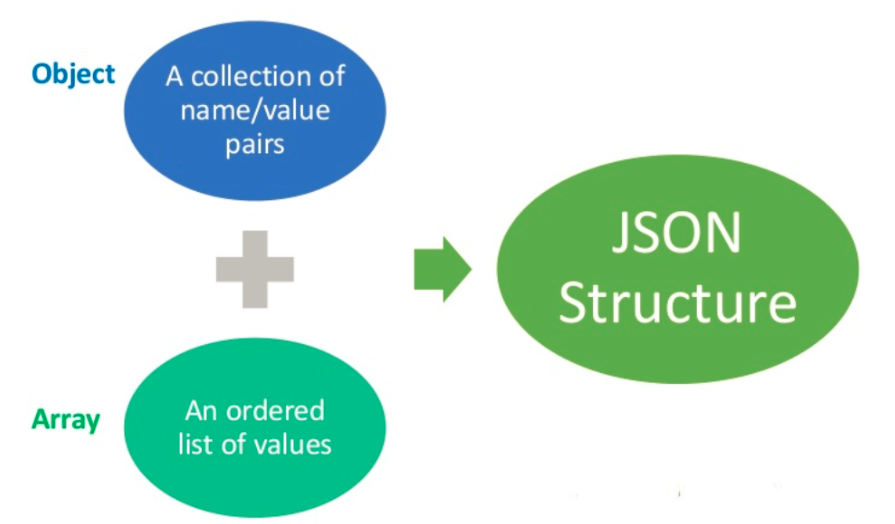 Object
A collection of
name/value
pairs
JSON
Structure
Array
An ordered
list of values